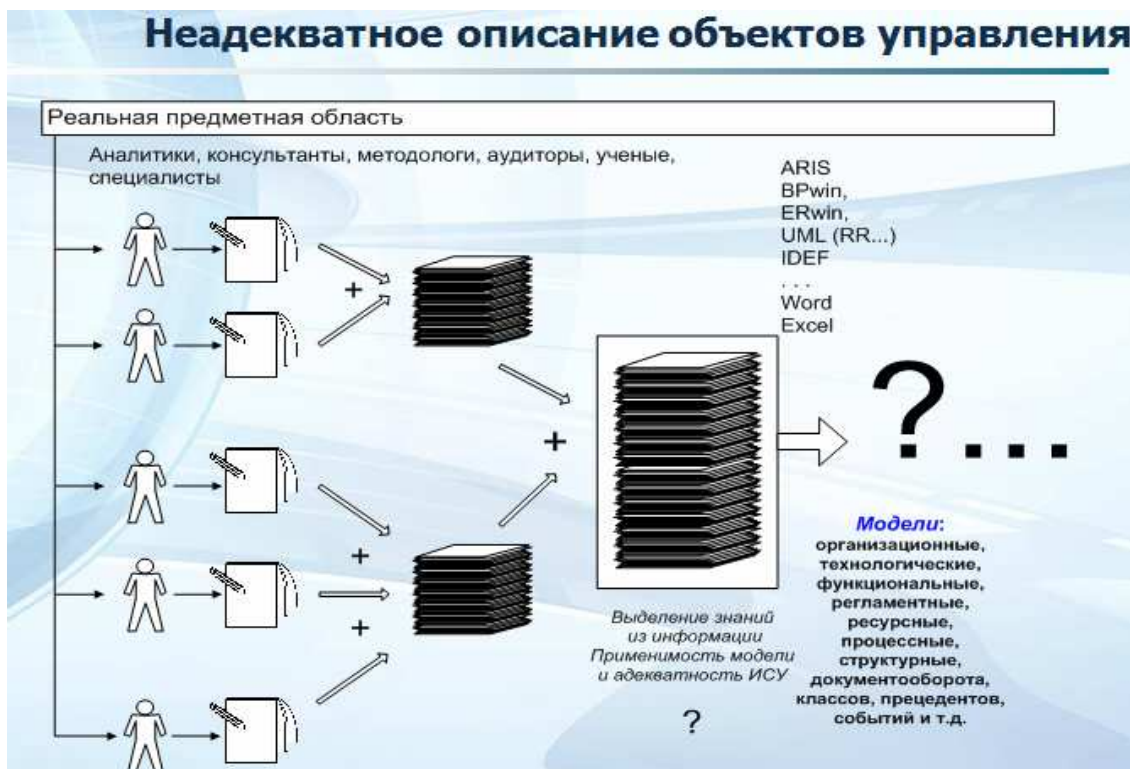 Неадекватное описание объектов управления
Реальная предметная область
Аналитики, консультанты, методологи, аудиторы, ученые,
специалисты
ARIS
BPwin,
ERwin,
UML (RR...)
IDEF
. . .
Word
Excel
+
+
+
+
?...
Модели:
организационные,
технологические,
функциональные,
регламентные,
ресурсные,
процессные,
структурные,
документооборота,
классов, прецедентов,
событий и т.д.
Выделение знаний
из информации
Применимость модели
и адекватность ИСУ
?